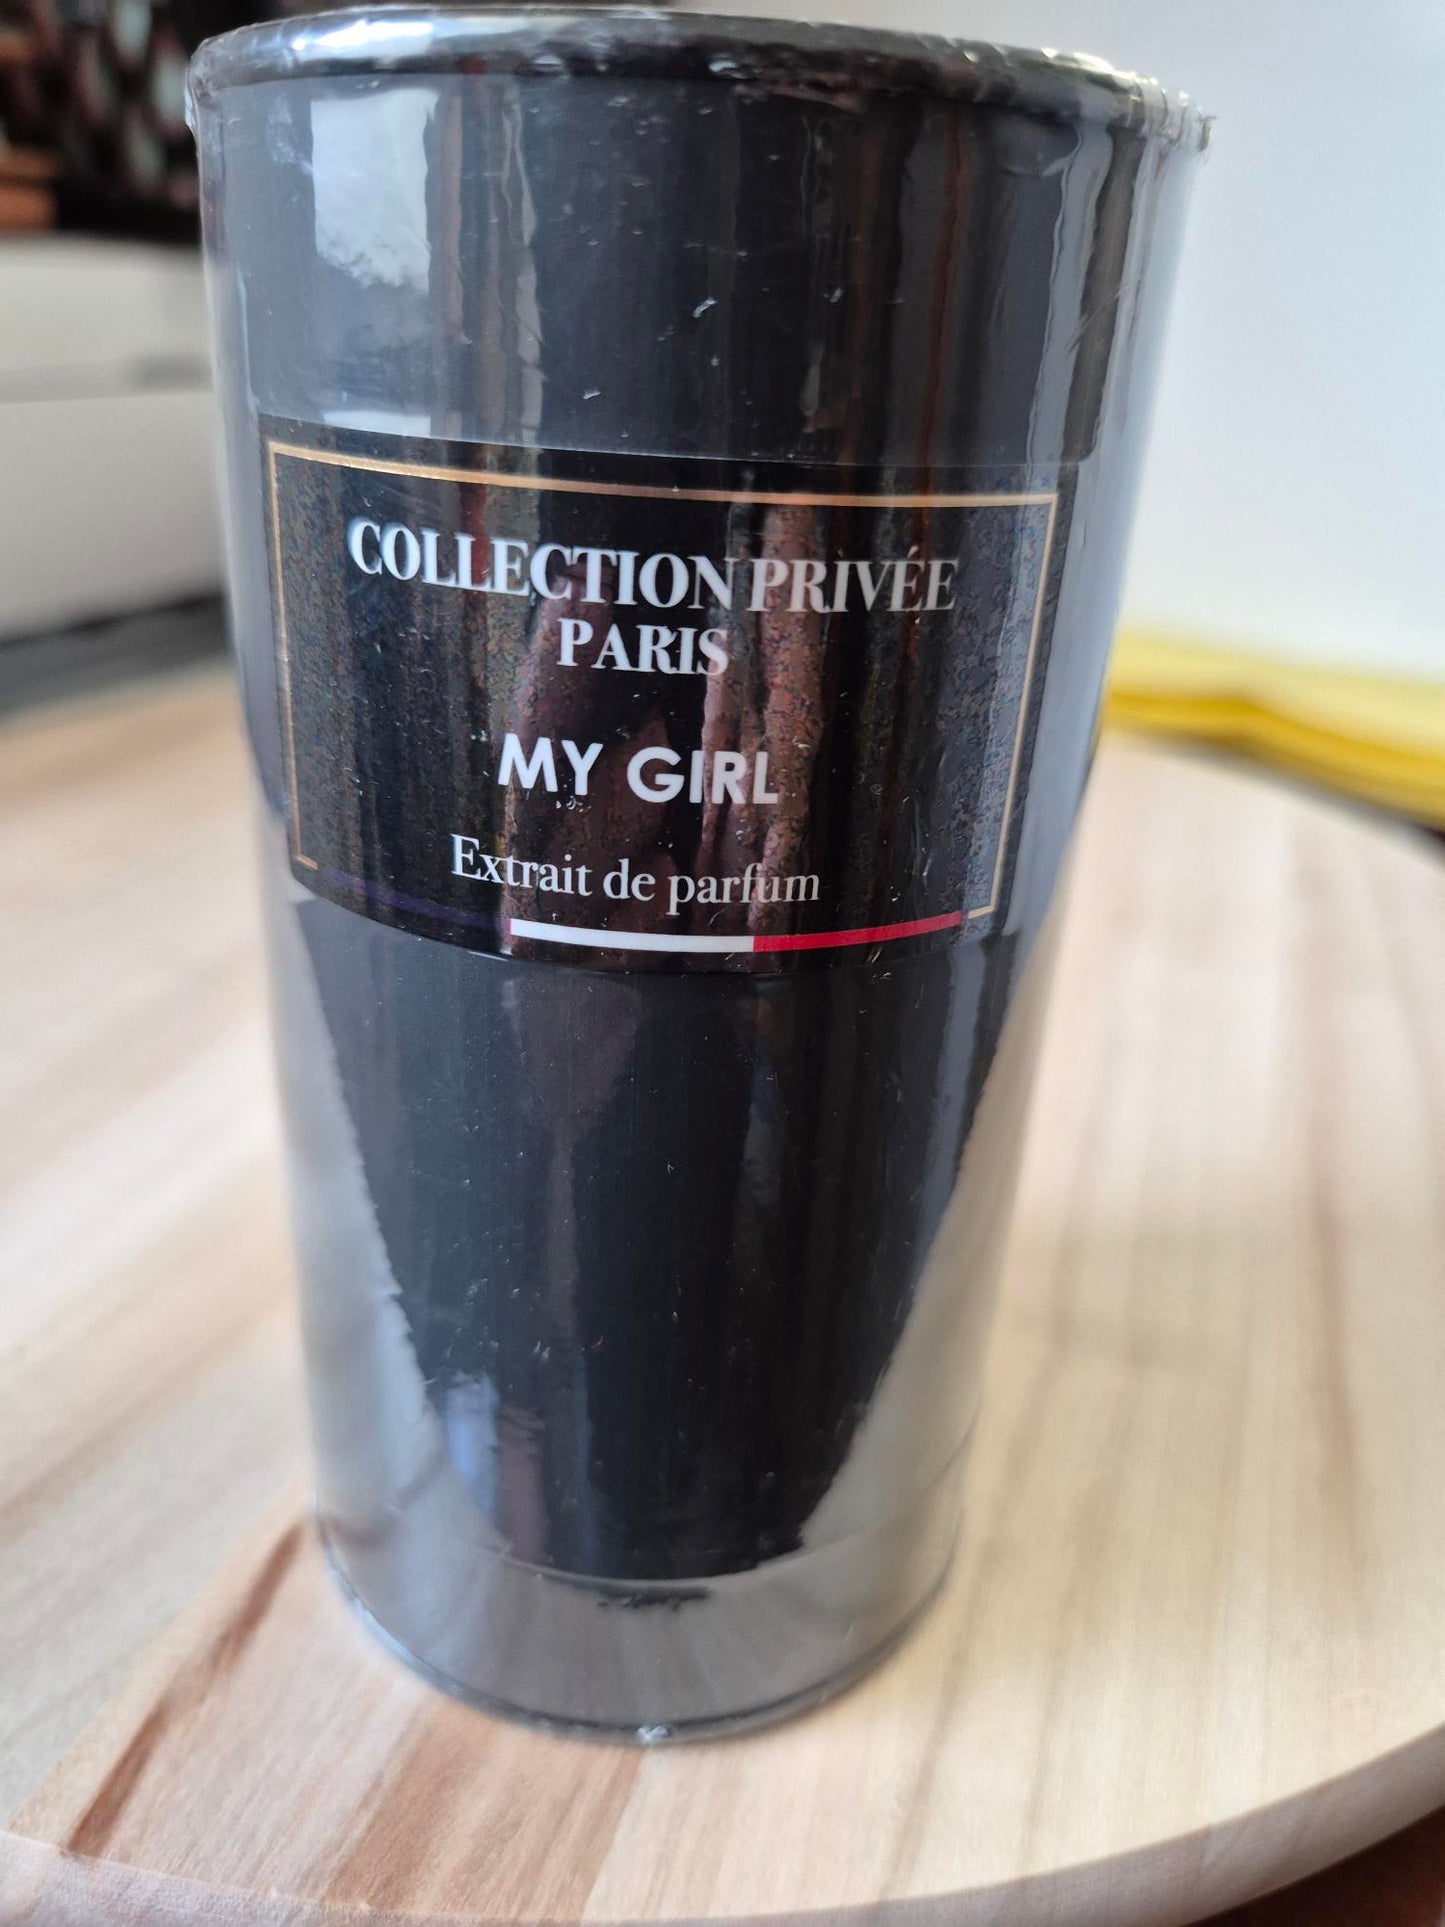 COLLECTION PRIVÉE
PARIS
MY GIRL
Extrait de parfum